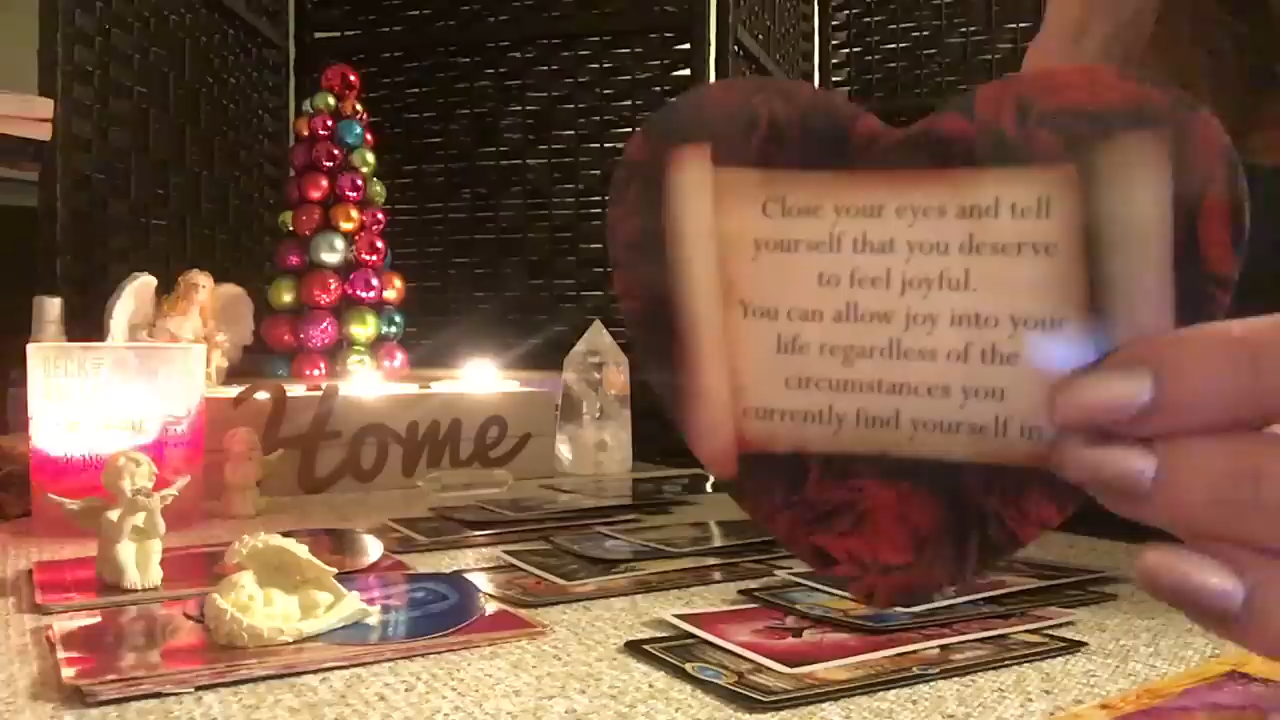 Close your eyes and tell
yourself that you deserve
to feel joyful.
You can allow joy into your
life regardless of the
circumstances you
currently find yourself in
Home